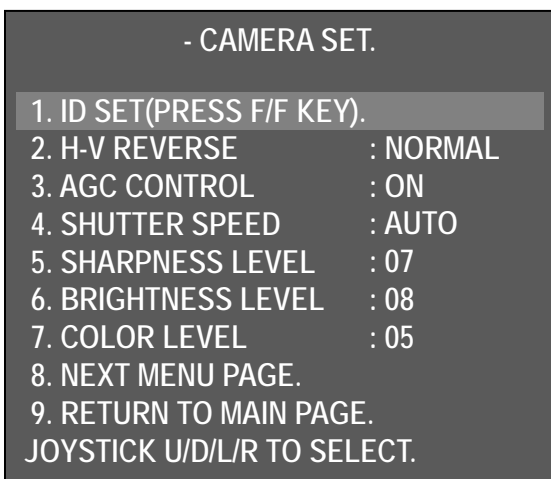 - CAMERA SET.
1. ID SET(PRESS F/F KEY).
2. H-V REVERSE : NORMAL
3. AGC CONTROL : ON
4. SHUTTER SPEED : AUTO
5. SHARPNESS LEVEL : 07
6. BRIGHTNESS LEVEL : 08
7. COLOR LEVEL : 05
8. NEXT MENU PAGE.
9. RETURN TO MAIN PAGE.
JOYSTICK U/D/L/R TO SELECT.